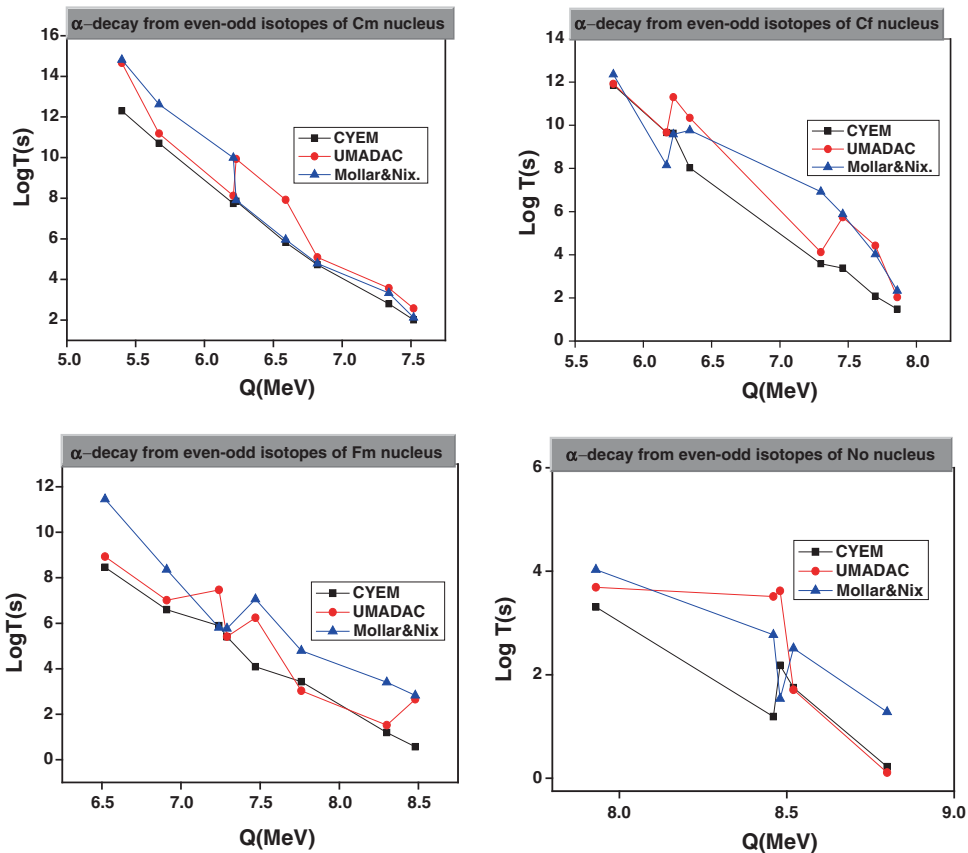 α–decay from even-odd isotopes of Cm nucleus
16
14
12
10
8
6
4
2
LogT(s)
CYEM
UMADAC
Mollar&Nix.
5.0 5.5 6.0 6.5 7.0 7.5
Q(MeV)
α–decay from even-odd isotopes of Cf nucleus
14
12
10
8
6
4
2
0
Log T(s)
CYEM
UMADAC
Mollar&Nix.
5.5 6.0 6.5 7.0 7.5 8.0
Q(MeV)
α–decay from even-odd isotopes of Fm nucleus
12
10
8
6
4
2
0
LogT(s)
CYEM
UMADAC
Mollar&Nix
6.5 7.0 7.5 8.0 8.5
Q(MeV)
α–decay from even-odd isotopes of No nucleus
6
4
2
0
Log T(s)
CYEM
UMADAC
Mollar&Nix
8.0 8.5 9.0
Q(MeV)